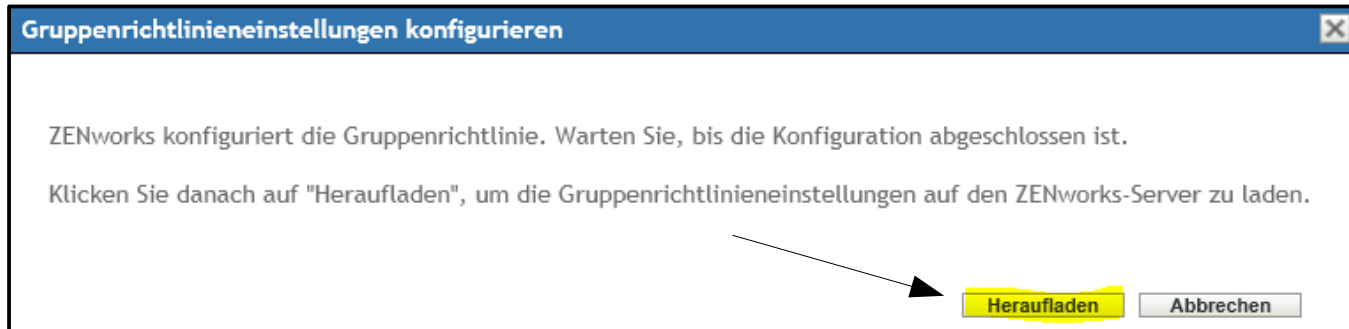 Gruppenrichtlinieneinstellungen konfigurieren
ZENworks konfiguriert die Gruppenrichtlinie. Warten Sie, bis die Konfiguration abgeschlossen ist.
Klicken Sie danach auf "Heraufladen", um die Gruppenrichtlinieneinstellungen auf den ZENworks-Server zu laden.
Heraufladen Abbrechen